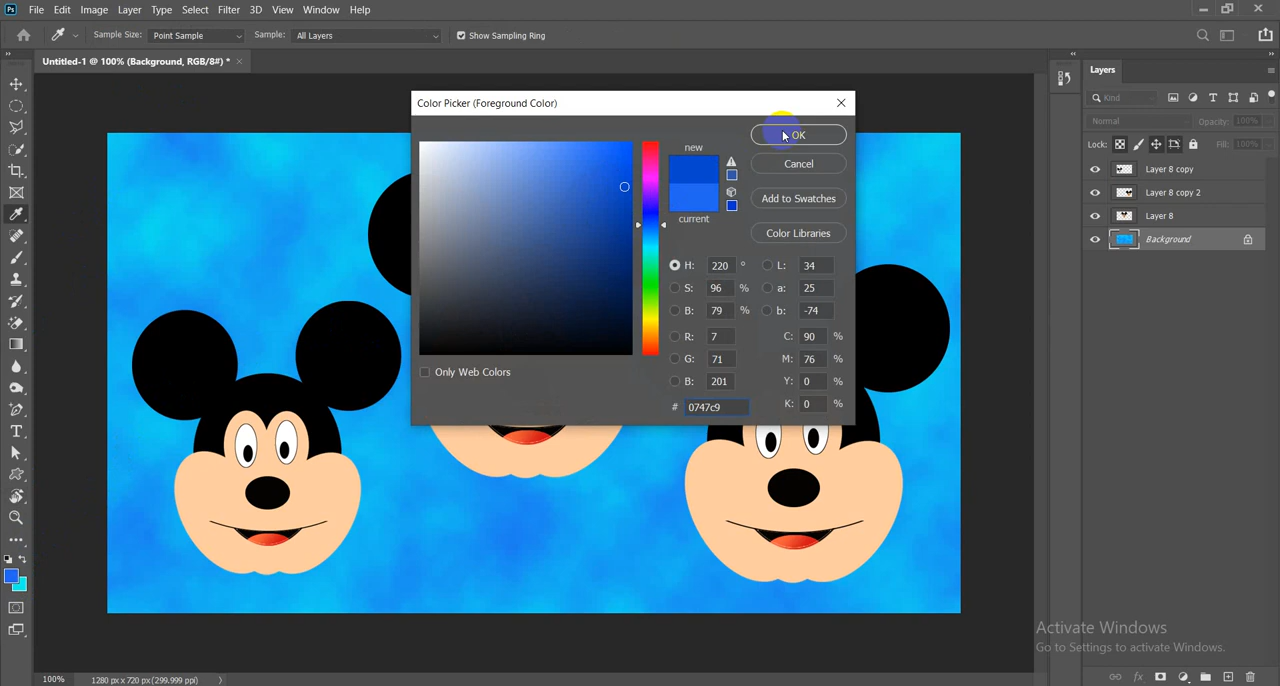 Ps File Edit Image Layer Type Select Filter 3D View Window Help
Sample Size: Point Sample Sample: All Layers Show Sampling Ring
Untitled-1 @ 100% (Background, RGB/8#) *
Layers
Kind
Normal Opacity: 100%
Lock: Fill: 100%
Layer 8 copy
Layer 8 copy 2
Layer 8
Background
Color Picker (Foreground Color)
new
current
OK
Cancel
Add to Swatches
Color Libraries
H: 220 ° L: 34
S: 96 % a: 25
B: 79 % b: -74
R: 7 C: 90 %
G: 71 M: 76 %
B: 201 Y: 0 %
# 0747c9 K: 0 %
Only Web Colors
Activate Windows
Go to Settings to activate Windows.
100% 1280 px x 720 px (299.999 ppi)